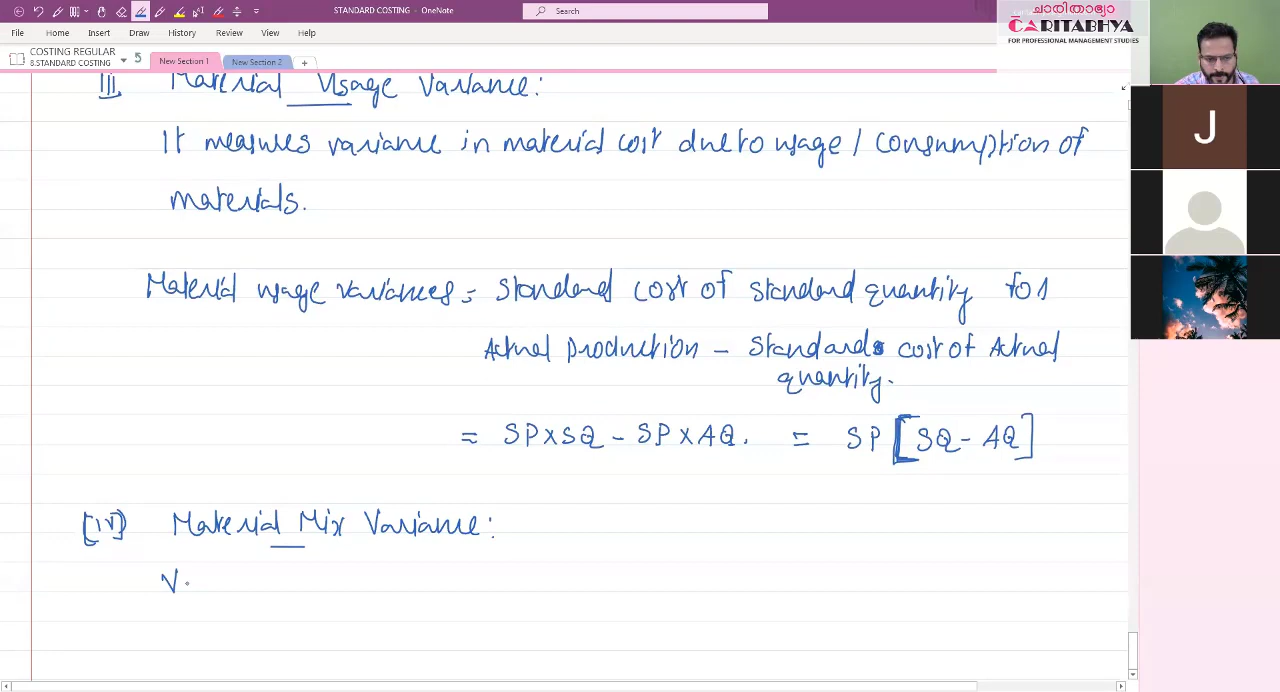 STANDARD COSTING - OneNote
Search
File Home Insert Draw History Review View Help
COSTING REGULAR
8.STANDARD COSTING
5
New Section 1
New Section 2
+
ചാരിതാഭ്യാ
CARITABHYA
FOR PROFESSIONAL MANAGEMENT STUDIES
J
III Material Usage Variance:
It measures variance in material cost due to usage / consumption of
materials.
Material usage variances = Standard cost of standard quantity for
Actual production - Standard cost of Actual
quantity.
= SP×SQ - SP×AQ. = SP [SQ - AQ]
[iv] Material Mix Variance:
V